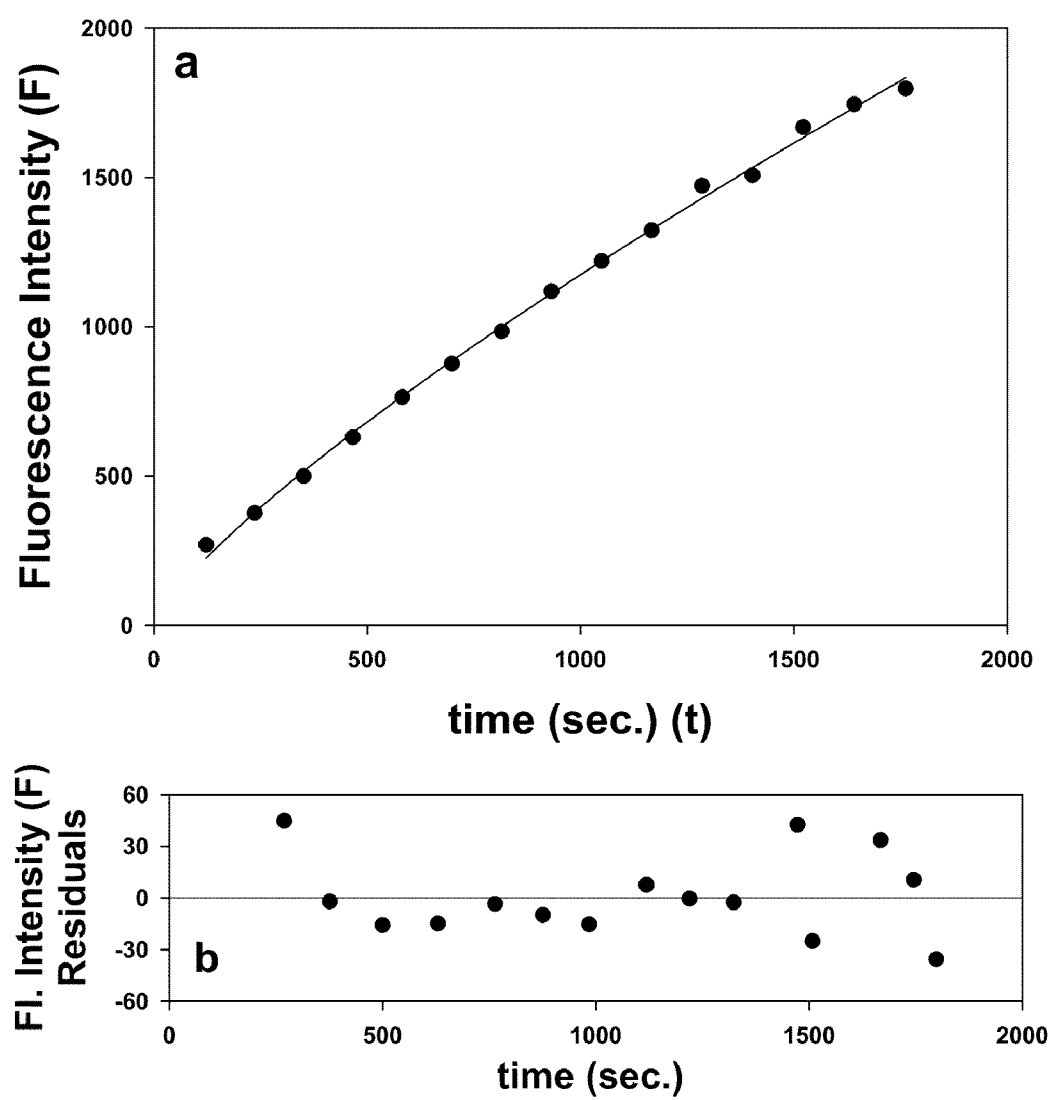 a
2000
1500
1000
500
0
Fluorescence Intensity (F)
0 500 1000 1500 2000
time (sec.) (t)
60
30
0
-30
-60
Fl. Intensity (F)
Residuals
b
0 500 1000 1500 2000
time (sec.)